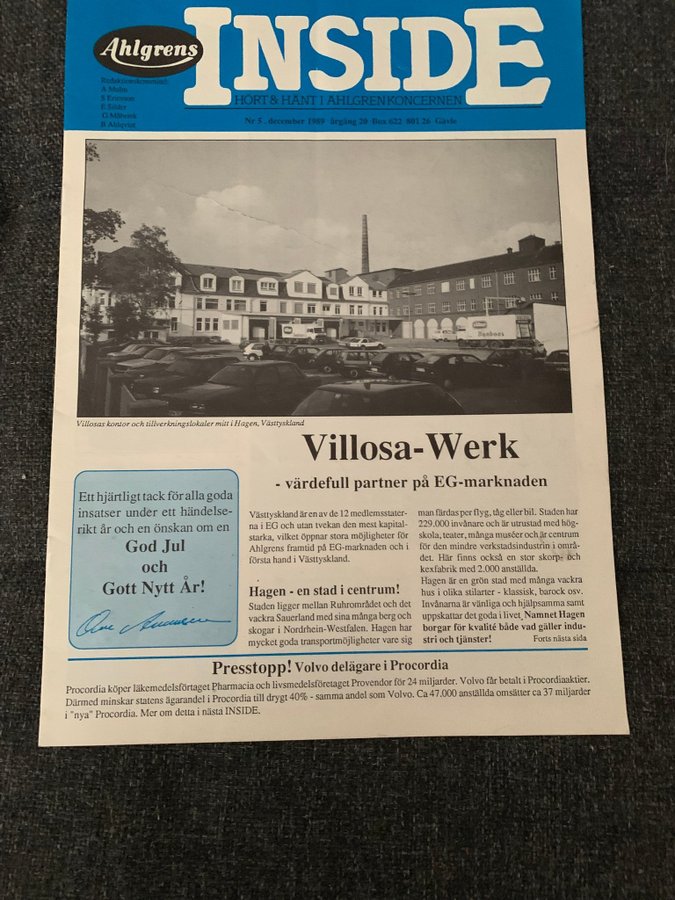 Ahlgrens
INSIDE
HÖRT & HÄNT I AHLGRENKONCERNEN
Redaktionskommitté:
A Malm
S Ericsson
E Söder
B Ahlqvist
Nr 5. december 1989 årgång 20 Box 622 801 26 Gävle
Bonbons
Villosas kontor och tillverkningslokaler mitt i Hagen, Västtyskland
Villosa-Werk
- värdefull partner på EG-marknaden
Ett hjärtligt tack för alla goda
insatser under ett händelse-
rikt år och en önskan om en
God Jul
och
Gott Nytt År!
Västtyskland är en av de 12 medlemsstater-
na i EG och utan tvekan den mest kapital-
starka, vilket öppnar stora möjligheter för
Ahlgrens framtid på EG-marknaden och i
första hand i Västtyskland.
Hagen - en stad i centrum!
Staden ligger mellan Ruhrområdet och det
vackra Sauerland med sina många berg och
skogar i Nordrhein-Westfalen. Hagen har
mycket goda transportmöjligheter vare sig
man färdas per flyg, tåg eller bil. Staden har
229.000 invånare och är utrustad med hög-
skola, teater, många muséer och är centrum
för den mindre verkstadsindustrin i områ-
det. Här finns också en stor skorp- och
kexfabrik med 2.000 anställda.
Hagen är en grön stad med många vackra
hus i olika stilarter - klassisk, barock osv.
Invånarna är vänliga och hjälpsamma samt
uppskattar det goda i livet. Namnet Hagen
borgar för kvalité både vad gäller indu-
stri och tjänster! Forts nästa sida
Presstopp! Volvo delägare i Procordia
Procordia köper läkemedelsförtaget Pharmacia och livsmedelsföretaget Provendor för 24 miljarder. Volvo får betalt i Procordiaaktier.
Därmed minskar statens ägarandel i Procordia till drygt 40% - samma andel som Volvo. Ca 47.000 anställda omsätter ca 37 miljarder
i "nya" Procordia. Mer om detta i nästa INSIDE.